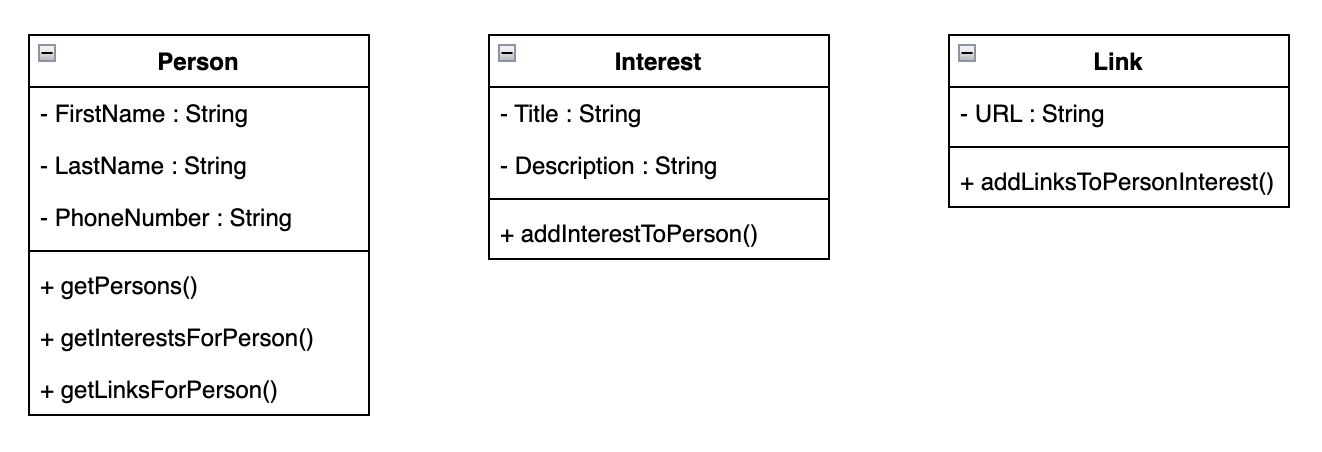 Person
- FirstName : String
- LastName : String
- PhoneNumber : String
+ getPersons()
+ getInterestsForPerson()
+ getLinksForPerson()
Interest
- Title : String
- Description : String
+ addInterestToPerson()
Link
- URL : String
+ addLinksToPersonInterest()